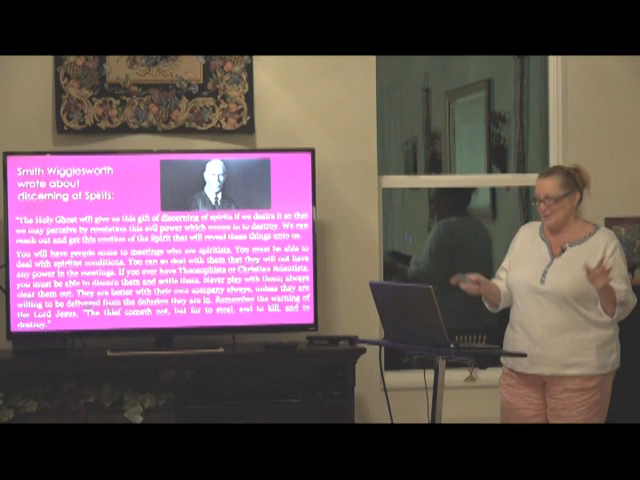 Smith Wigglesworth
wrote about
discerning of Spirits:
"The Holy Ghost will give us this gift of discerning of spirits if we desire it so that
we may perceive by revelation this evil power which comes in to destroy. We can
reach out and get this unction of the Spirit that will reveal these things unto us.
You will have people come to meetings who are spiritists. You must be able to
deal with spiritist conditions. You can so deal with them that they will not have
any power in the meetings. If you ever have Theosophists or Christian Scientists,
you must be able to discern them and settle them. Never play with them; always
clear them out. They are better with their own company always, unless they are
willing to be delivered from the delusion they are in. Remember the warning of
the Lord Jesus, "The thief cometh not, but for to steal, and to kill, and to
destroy."